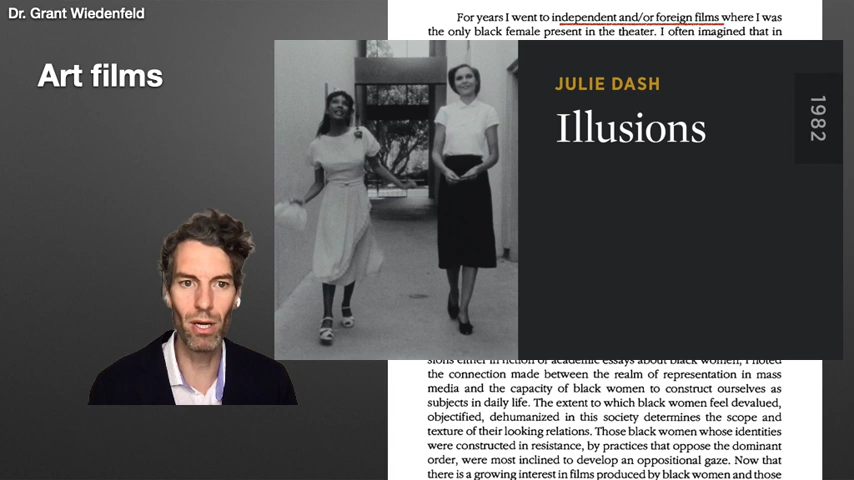 Dr. Grant Wiedenfeld
Art films
For years I went to independent and/or foreign films where I was
the only black female present in the theater. I often imagined that in
JULIE DASH
Illusions
1982
sions either in fiction or academic essays about black women, I noted
the connection made between the realm of representation in mass
media and the capacity of black women to construct ourselves as
subjects in daily life. The extent to which black women feel devalued,
objectified, dehumanized in this society determines the scope and
texture of their looking relations. Those black women whose identities
were constructed in resistance, by practices that oppose the dominant
order, were most inclined to develop an oppositional gaze. Now that
there is a growing interest in films produced by black women and those